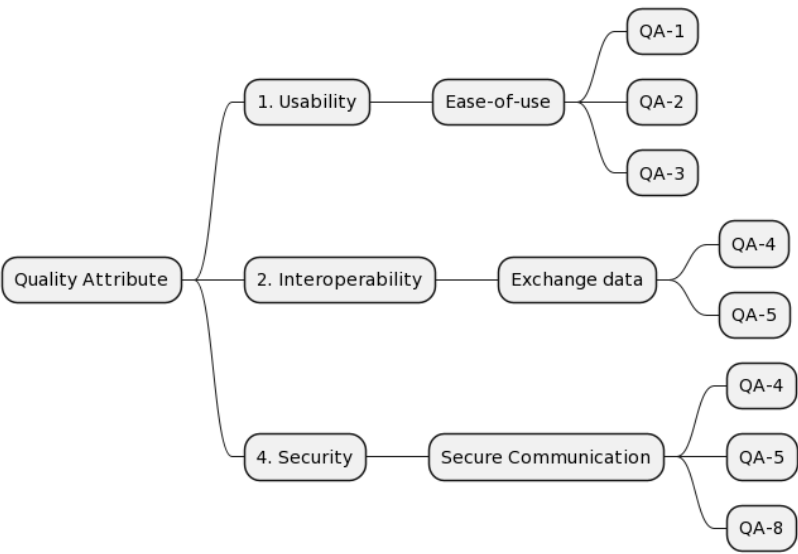 Quality Attribute
1. Usability
Ease-of-use
QA-1
QA-2
QA-3
2. Interoperability
Exchange data
QA-4
QA-5
4. Security
Secure Communication
QA-4
QA-5
QA-8